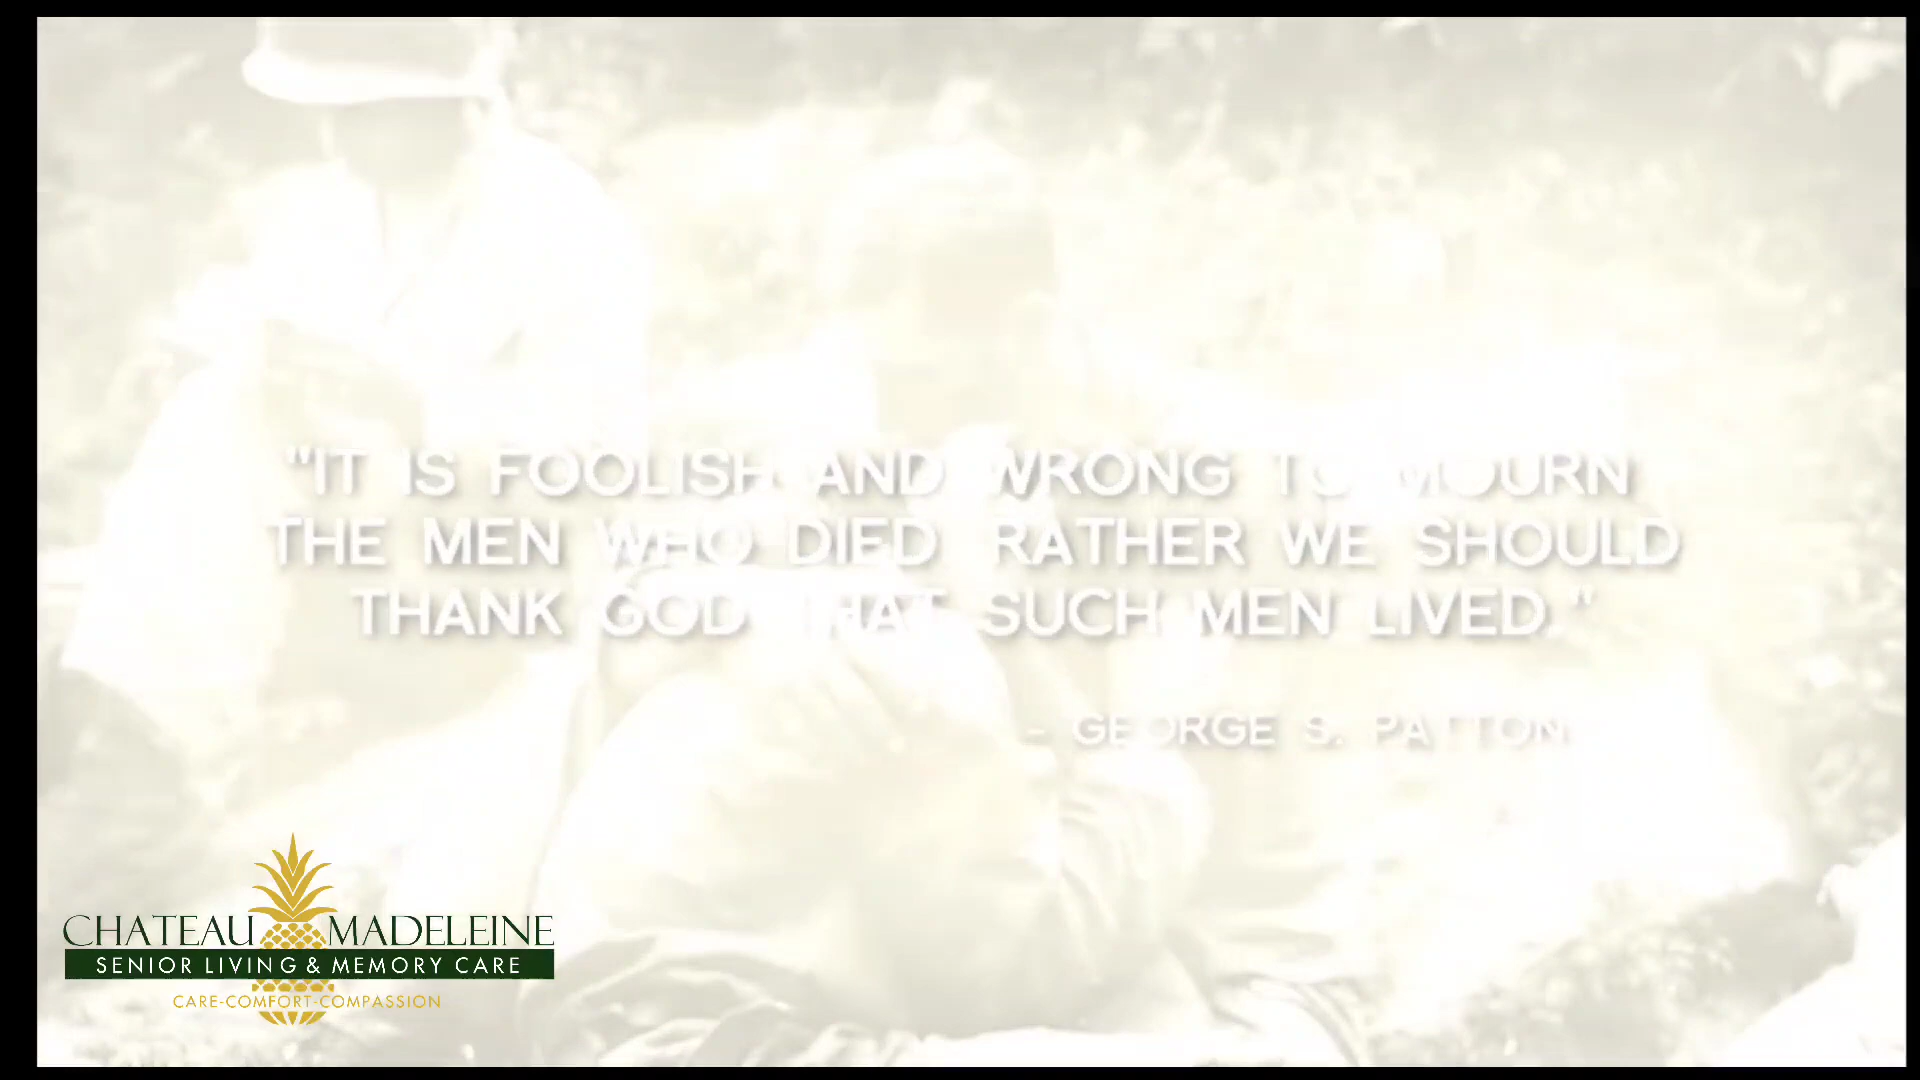 "IT IS FOOLISH AND WRONG TO MOURN
THE MEN WHO DIED RATHER WE SHOULD
THANK GOD THAT SUCH MEN LIVED."
- GEORGE S. PATTON
CHATEAU MADELEINE
SENIOR LIVING & MEMORY CARE
CARE-COMFORT-COMPASSION